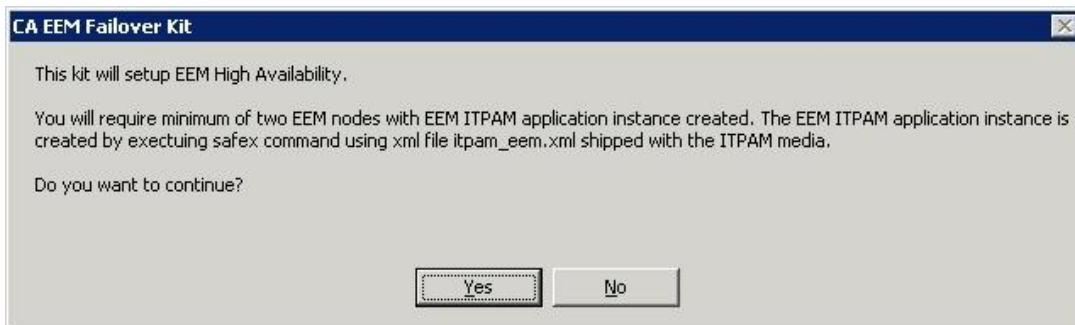 CA EEM Failover Kit
This kit will setup EEM High Availability.
You will require minimum of two EEM nodes with EEM ITPAM application instance created. The EEM ITPAM application instance is
created by exectuing safex command using xml file itpam_eem.xml shipped with the ITPAM media.
Do you want to continue?
Yes No